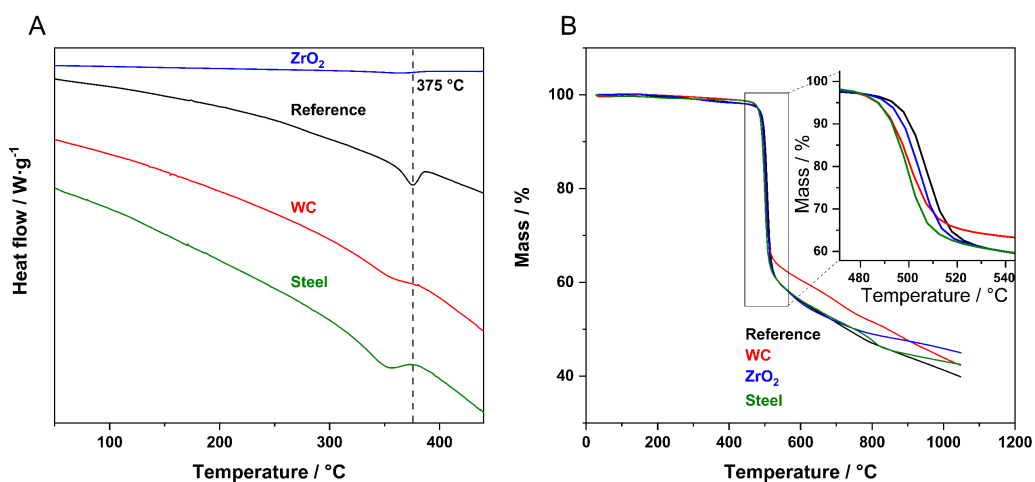 A
ZrO₂
375 °C
Reference
WC
Steel
Heat flow / W·g⁻¹
100
200
300
400
Temperature / °C
B
100
80
60
40
Mass / %
0
200
400
600
800
1000
1200
Temperature / °C
Reference
WC
ZrO₂
Steel
100
90
80
70
60
Mass / %
480
500
520
540
Temperature / °C